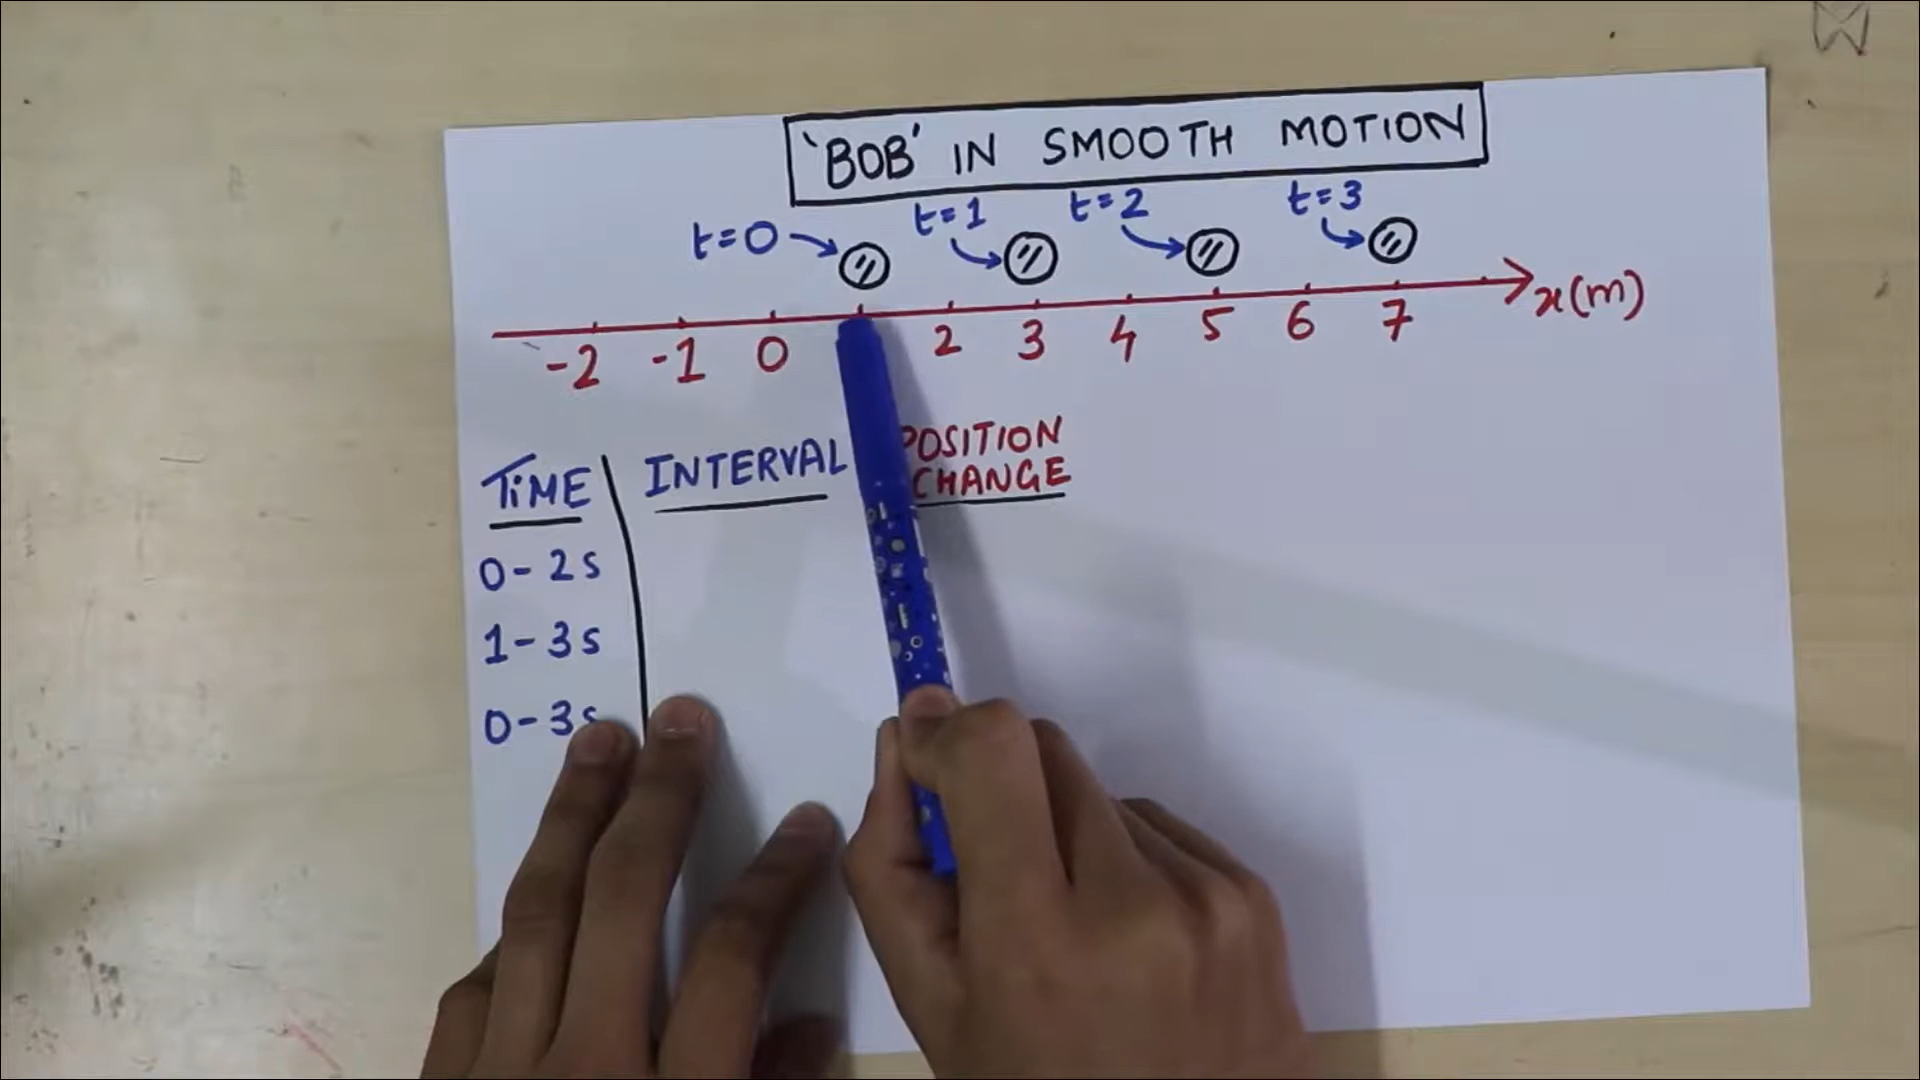 'BOB' IN SMOOTH MOTION
t=0 t=1 t=2 t=3
-2 -1 0 2 3 4 5 6 7 x(m)
TIME INTERVAL POSITION
CHANGE
0-2s
1-3s
0-3s